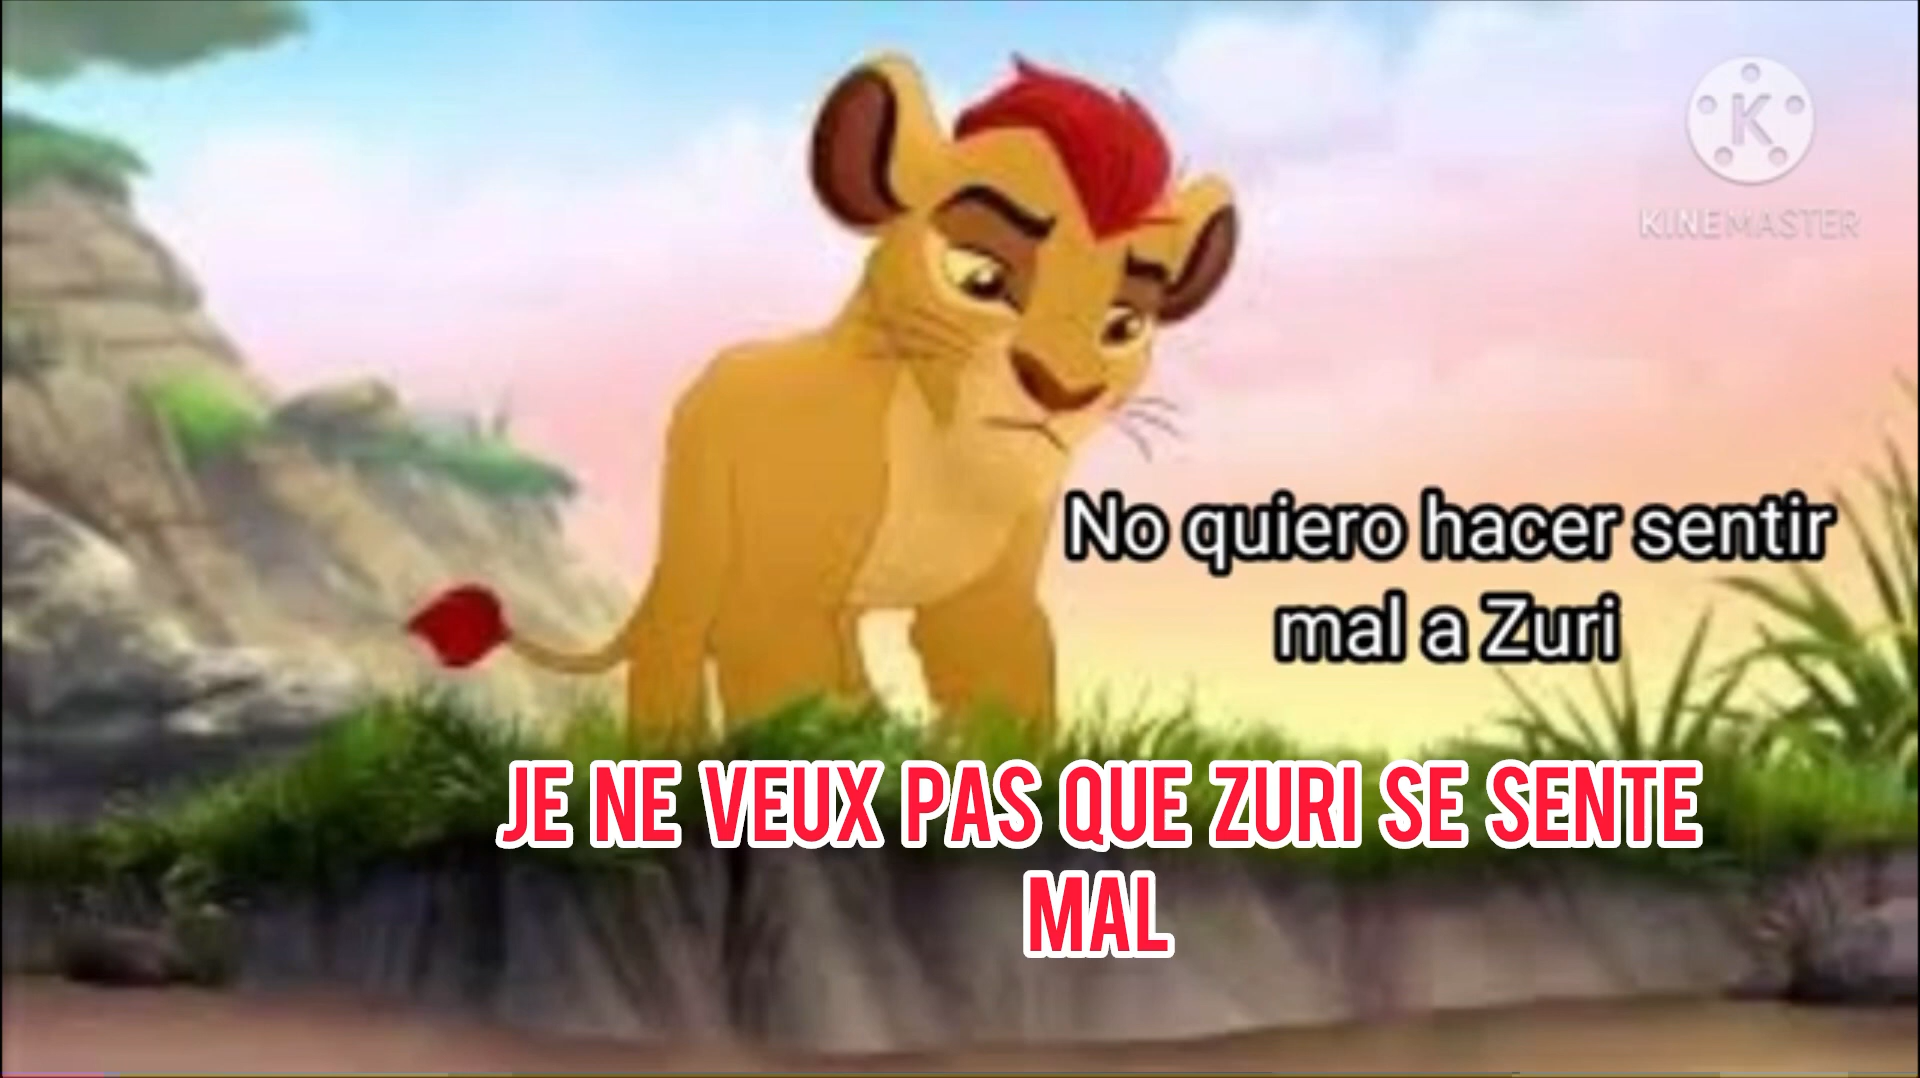 K
KINEMASTER
No quiero hacer sentir
mal a Zuri
JE NE VEUX PAS QUE ZURI SE SENTE
MAL